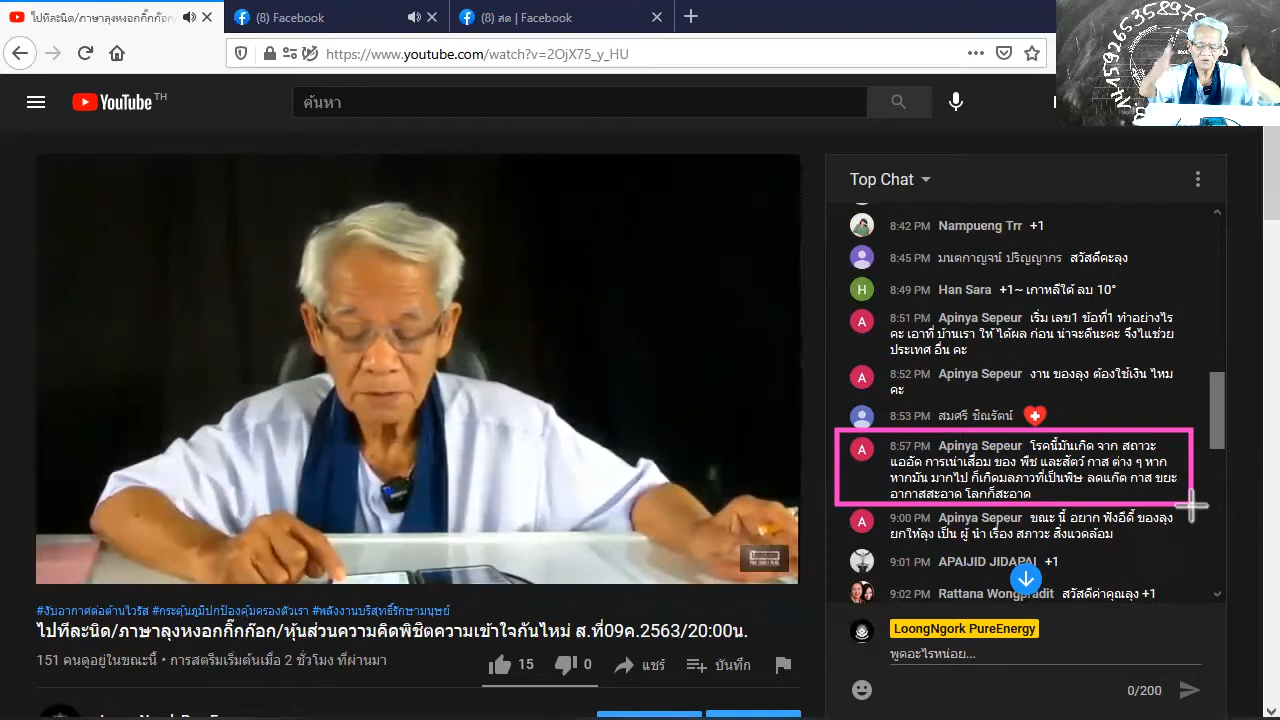 ไปทีละนิด/ภาษาลุงหงอกกิ๊กก๊อก/
(8) Facebook
(8) สด | Facebook
https://www.youtube.com/watch?v=2OjX75_y_HU
YouTube TH
ค้นหา
Top Chat
8:42 PM Nampueng Trr +1
8:45 PM มนตกาญจน์ ปริญญากร สวัสดีคะลุง
8:49 PM Han Sara +1~ เกาหลีใต้ ลบ 10°
8:51 PM Apinya Sepeur เริ่ม เลข1 ข้อที่1 ทำอย่างไร
คะ เอาที่ บ้านเรา ให้ ได้ผล ก่อน น่าจะดีนะคะ จึงไแช่วย
ประเทศ อื่น คะ
8:52 PM Apinya Sepeur งาน ของลุง ต้องใช้เงิน ไหม
คะ
8:53 PM สมศรี ชิณรัตน์
8:57 PM Apinya Sepeur โรคนี้มันเกิด จาก สถาวะ
แออัด การเน่าเสื่อม ของ พืช และสัตว์ กาส ต่าง ๆ หาก
หากมัน มากไป ก็เกิดมลภาวที่เป็นพิษ ลดแก๊ด กาส ขยะ
อากาสสะอาด โลกก็สะอาด
9:00 PM Apinya Sepeur ขณะ นี้ อยาก ฟังอีดี้ ของลุง
ยกให้ลุง เป็น ผู้ นำ เรื่อง สภาวะ สิ่งแวดล้อม
9:01 PM APAIJID JIDAPAI +1
9:02 PM Rattana Wongpradit สวัสดีค่าคุณลุง +1
#งับอากาศต่อต้านไวรัส #กระตุ้นภูมิปกป้องคุ้มครองตัวเรา #พลังงานบริสุทธิ์รักษามนุษย์
ไปทีละนิด/ภาษาลุงหงอกกิ๊กก๊อก/หุ้นส่วนความคิดพิชิตความเข้าใจกันไหม่ ส.ที่09ค.2563/20:00น.
151 คนดูอยู่ในขณะนี้ • การสตรีมเริ่มต้นเมื่อ 2 ชั่วโมง ที่ผ่านมา
15
0
แชร์
บันทึก
LoongNgork PureEnergy
พูดอะไรหน่อย...
0/200